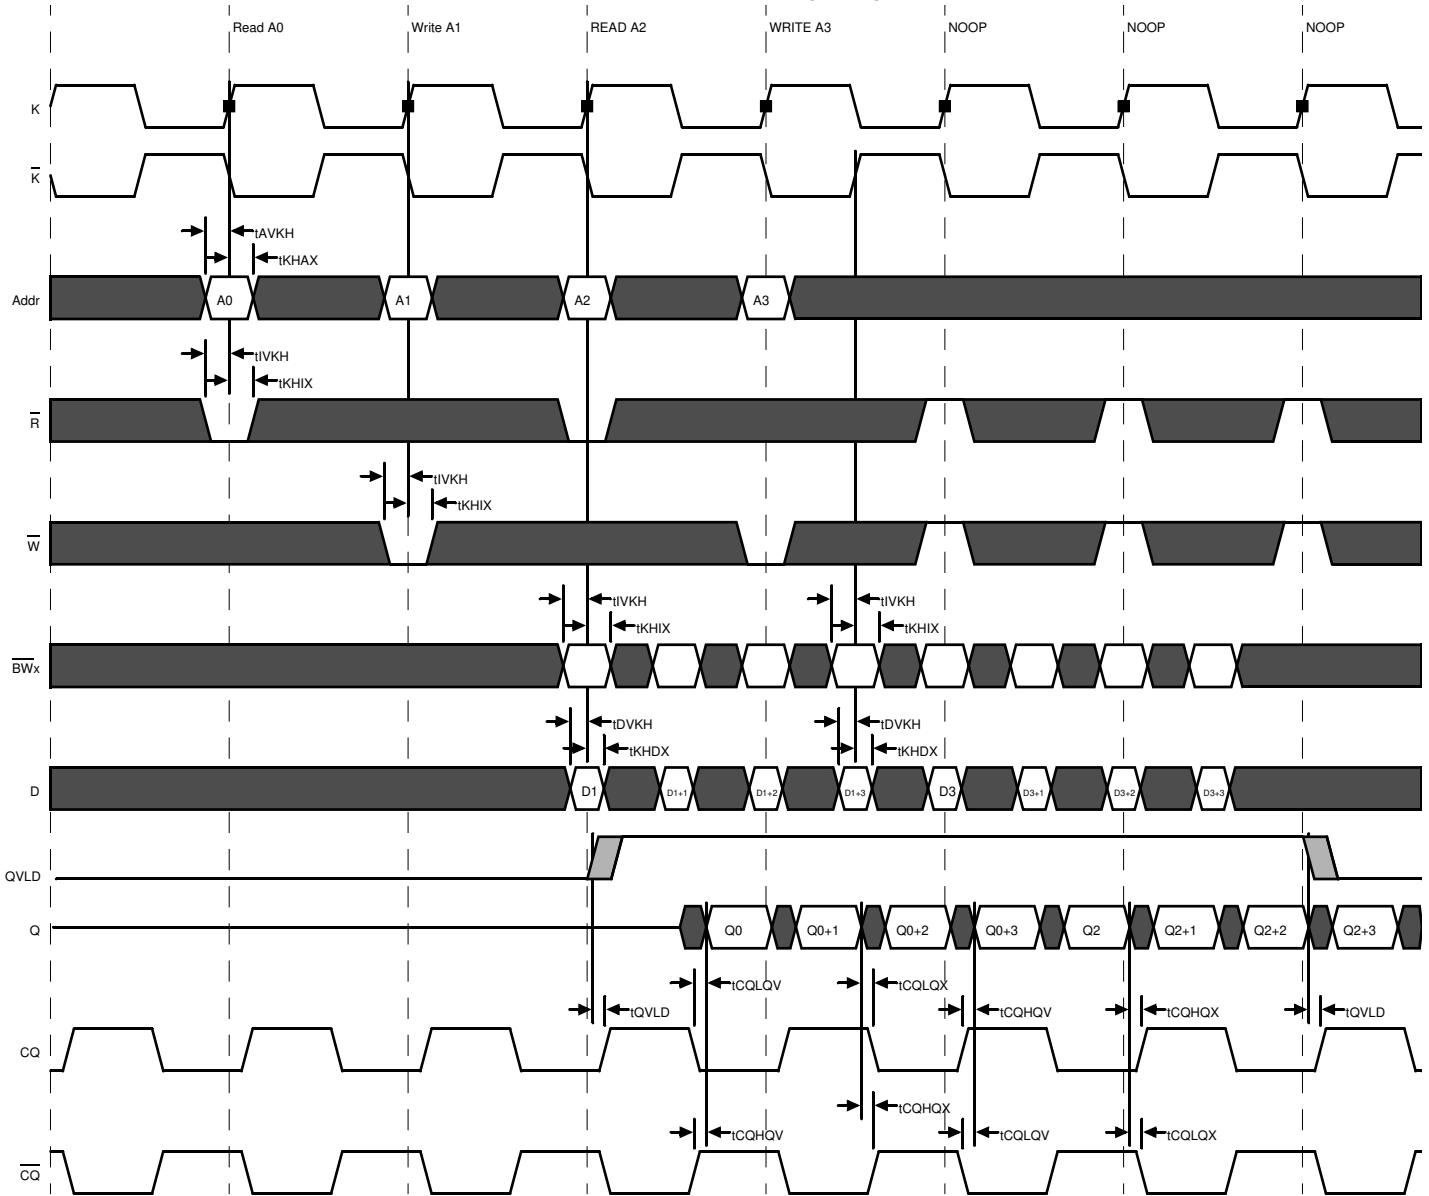 Read A0 Write A1 READ A2 WRITE A3 NOOP NOOP NOOP
K
K
tAVKH
tKHAX
Addr A0 A1 A2 A3
tIVKH
tKHIX
R
tIVKH
tKHIX
W
tIVKH tIVKH
tKHIX tKHIX
BWx
tDVKH tDVKH
tKHDX tKHDX
D D1 D1+1 D1+2 D1+3 D3 D3+1 D3+2 D3+3
QVLD
Q Q0 Q0+1 Q0+2 Q0+3 Q2 Q2+1 Q2+2 Q2+3
tCQLQV tCQLQX
tQVLD tCQHQV tCQHQX tQVLD
CQ
tCQHQX
tCQHQV tCQLQV tCQLQX
CQ